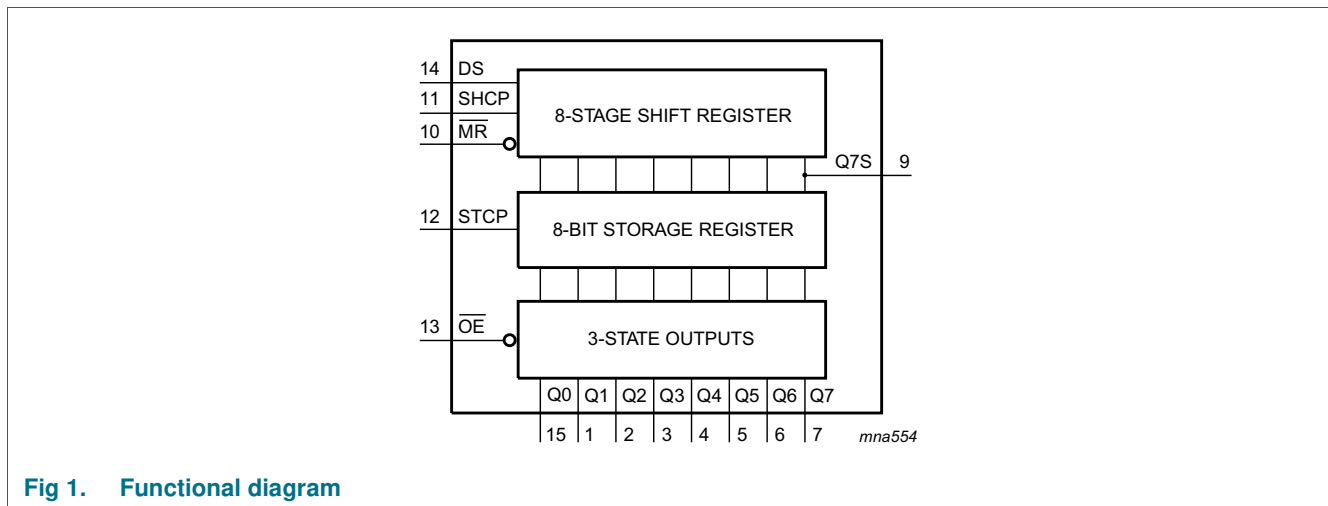 14 DS
11 SHCP
8-STAGE SHIFT REGISTER
10 M̅R̅
Q7S 9
12 STCP
8-BIT STORAGE REGISTER
13 O̅E̅
3-STATE OUTPUTS
Q0 Q1 Q2 Q3 Q4 Q5 Q6 Q7
15 1 2 3 4 5 6 7
mna554
Fig 1. Functional diagram